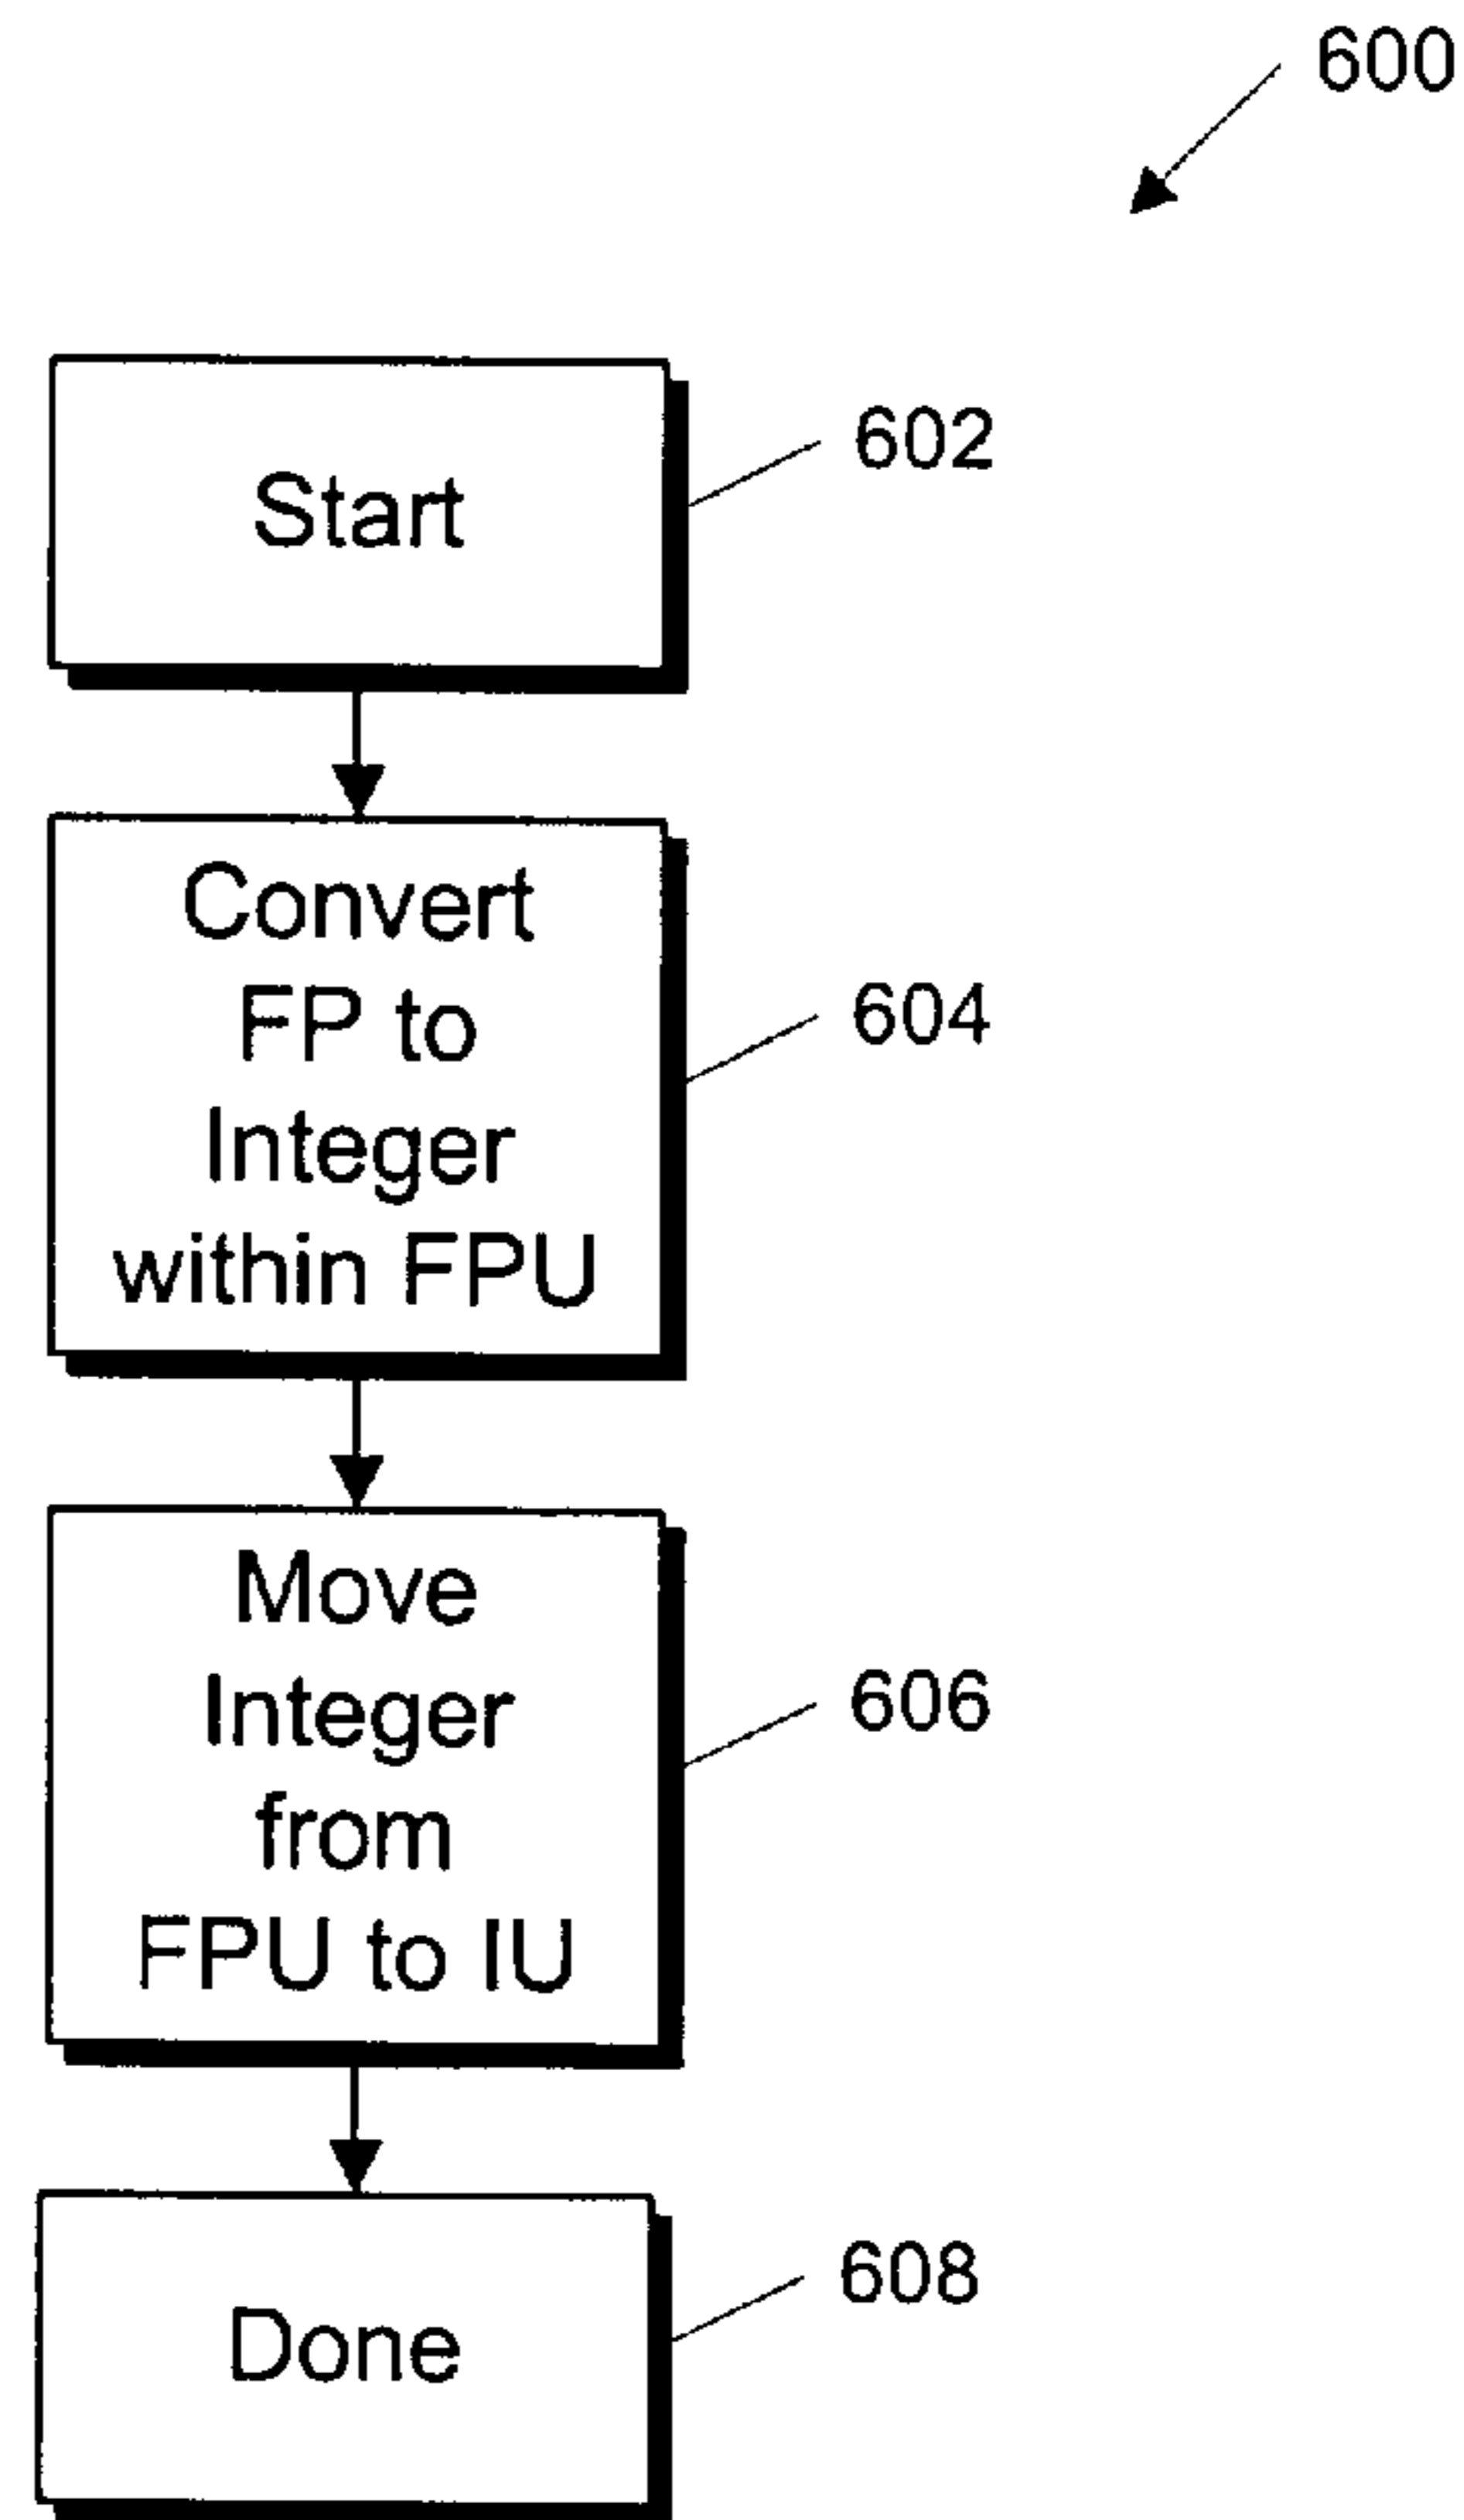 600
Start
602
Convert
FP to
Integer
within FPU
604
Move
Integer
from
FPU to IU
606
Done
608